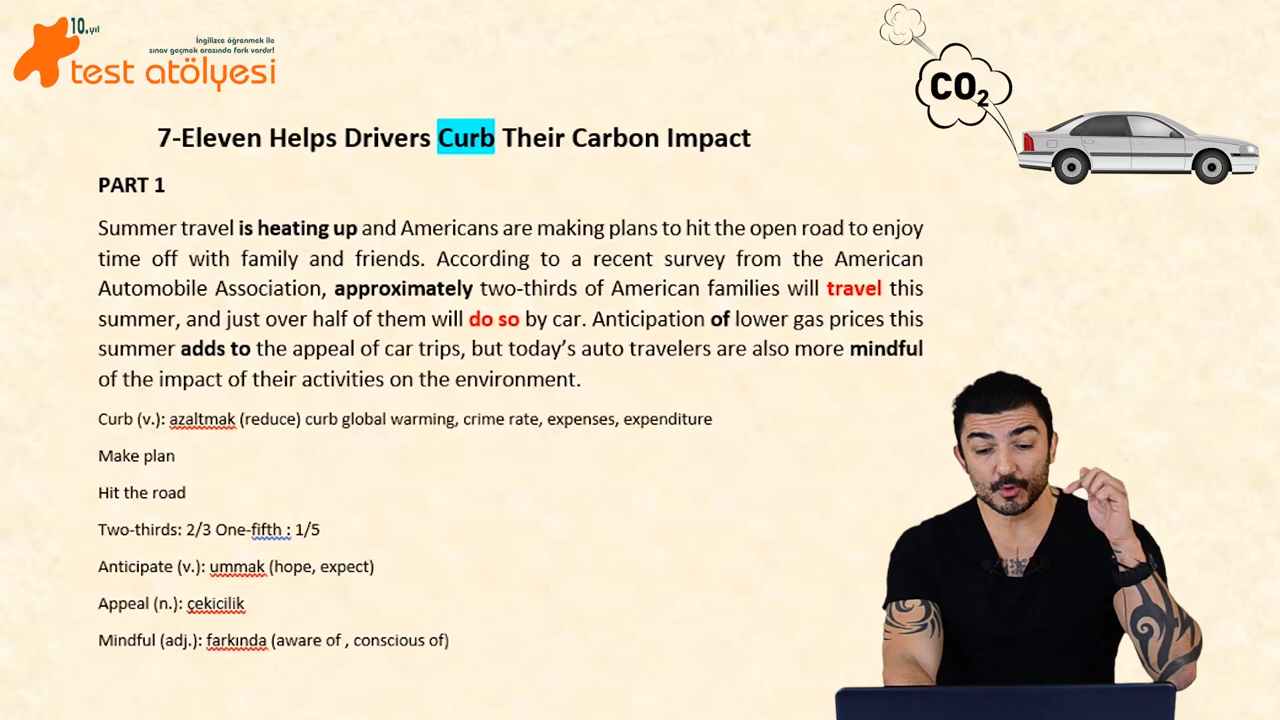 10.yıl
İngilizce öğrenmek ile
sınav geçmek arasında fark vardır!
test atölyesi
CO2
7-Eleven Helps Drivers Curb Their Carbon Impact
PART 1
Summer travel is heating up and Americans are making plans to hit the open road to enjoy
time off with family and friends. According to a recent survey from the American
Automobile Association, approximately two-thirds of American families will travel this
summer, and just over half of them will do so by car. Anticipation of lower gas prices this
summer adds to the appeal of car trips, but today's auto travelers are also more mindful
of the impact of their activities on the environment.
Curb (v.): azaltmak (reduce) curb global warming, crime rate, expenses, expenditure
Make plan
Hit the road
Two-thirds: 2/3 One-fifth : 1/5
Anticipate (v.): ummak (hope, expect)
Appeal (n.): çekicilik
Mindful (adj.): farkında (aware of , conscious of)